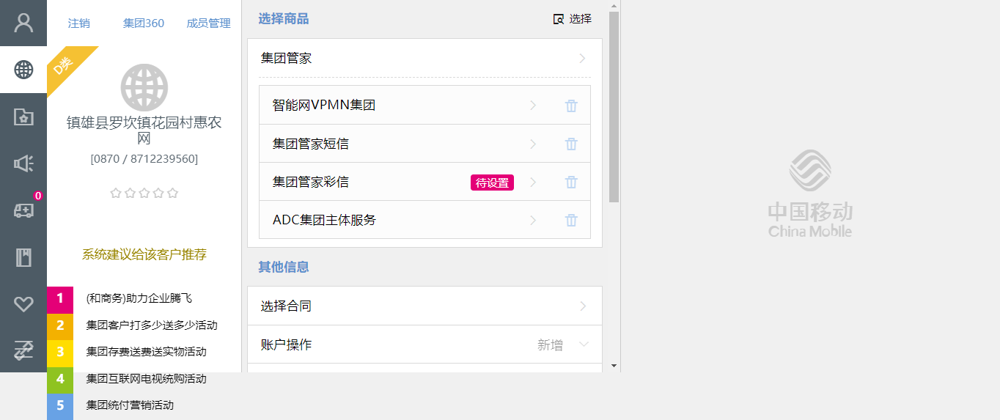 注销 集团360 成员管理
D类
镇雄县罗坎镇花园村惠农
网
[0870 / 8712239560]
0
系统建议给该客户推荐
1 (和商务)助力企业腾飞
2 集团客户打多少送多少活动
3 集团存费送费送实物活动
4 集团互联网电视统购活动
5 集团统付营销活动
选择商品 选择
集团管家
智能网VPMN集团
集团管家短信
集团管家彩信 待设置
ADC集团主体服务
其他信息
选择合同
账户操作 新增
中国移动
China Mobile